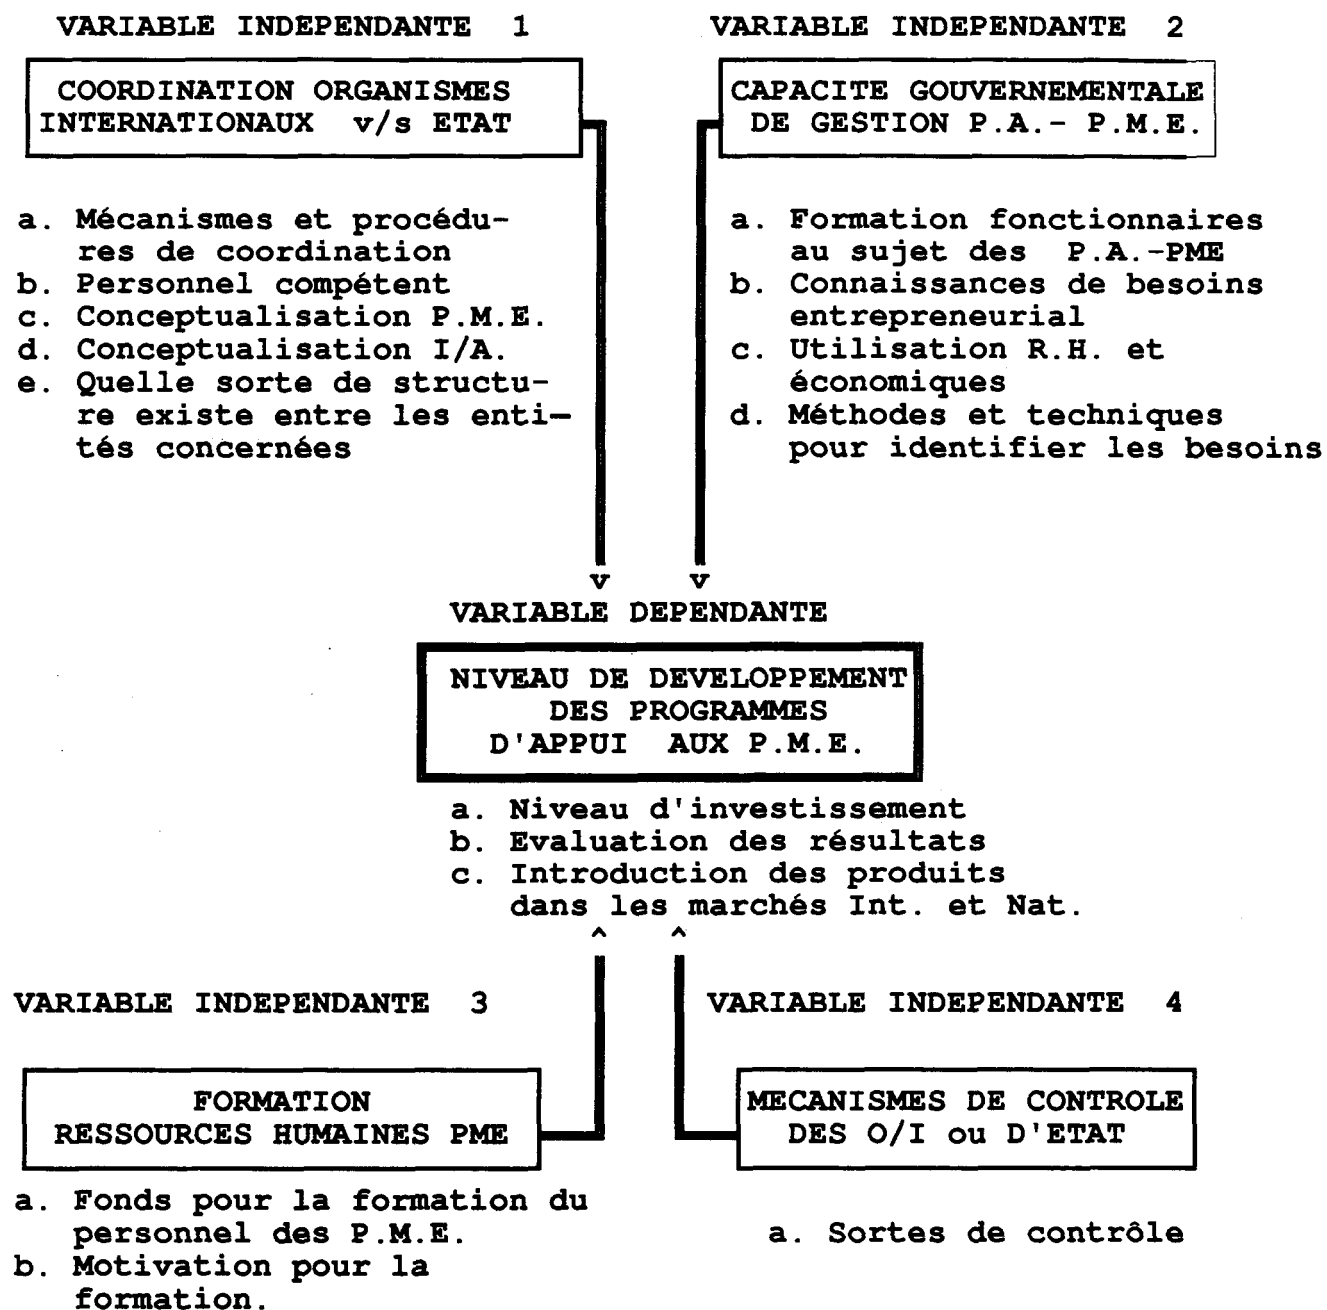 VARIABLE INDEPENDANTE 1
COORDINATION ORGANISMES
INTERNATIONAUX v/s ETAT
a. Mécanismes et procédu-
res de coordination
b. Personnel compétent
c. Conceptualisation P.M.E.
d. Conceptualisation I/A.
e. Quelle sorte de structu-
re existe entre les enti-
tés concernées
VARIABLE INDEPENDANTE 2
CAPACITE GOUVERNEMENTALE
DE GESTION P.A.- P.M.E.
a. Formation fonctionnaires
au sujet des P.A.-PME
b. Connaissances de besoins
entrepreneurial
c. Utilisation R.H. et
économiques
d. Méthodes et techniques
pour identifier les besoins
VARIABLE DEPENDANTE
NIVEAU DE DEVELOPPEMENT
DES PROGRAMMES
D'APPUI AUX P.M.E.
a. Niveau d'investissement
b. Evaluation des résultats
c. Introduction des produits
dans les marchés Int. et Nat.
VARIABLE INDEPENDANTE 3
FORMATION
RESSOURCES HUMAINES PME
a. Fonds pour la formation du
personnel des P.M.E.
b. Motivation pour la
formation.
VARIABLE INDEPENDANTE 4
MECANISMES DE CONTROLE
DES O/I ou D'ETAT
a. Sortes de contrôle